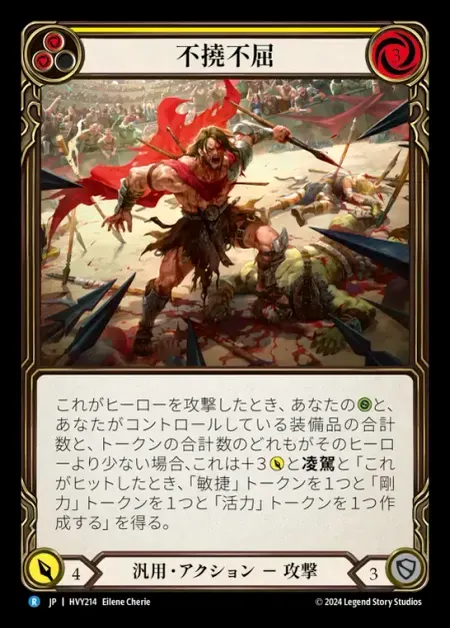 3
不撓不屈
これがヒーローを攻撃したとき、あなたのと、
あなたがコントロールしている装備品の合計
数と、トークンの合計数のどれもがそのヒーロ
ーより少ない場合、これは＋3と凌駕と「これ
がヒットしたとき、「敏捷」トークンを１つと「剛
力」トークンを１つと「活力」トークンを１つ作
成する」を得る。
4
汎用・アクション － 攻撃
3
R JP | HVY214 Eilene Cherie
© 2024 Legend Story Studios